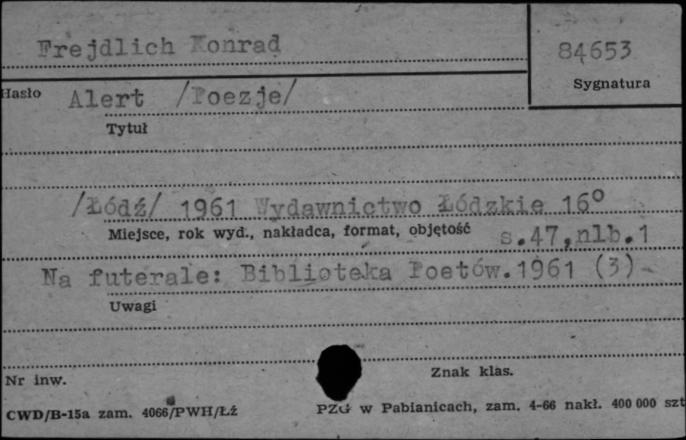 Frejdlich Konrad
84653
Sygnatura
Hasło Alert /Poezje/
Tytuł
/Łódź/ 1961 Wydawnictwo Łódzkie 16°
Miejsce, rok wyd., nakładca, format, objętość s.47,nlb.1
Na futerale: Biblioteka Poetów.1961 (3)-
Uwagi
Nr inw.
Znak klas.
CWD/B-15a zam. 4066/PWH/Łż PZG w Pabianicach, zam. 4-66 nakł. 400 000 szt